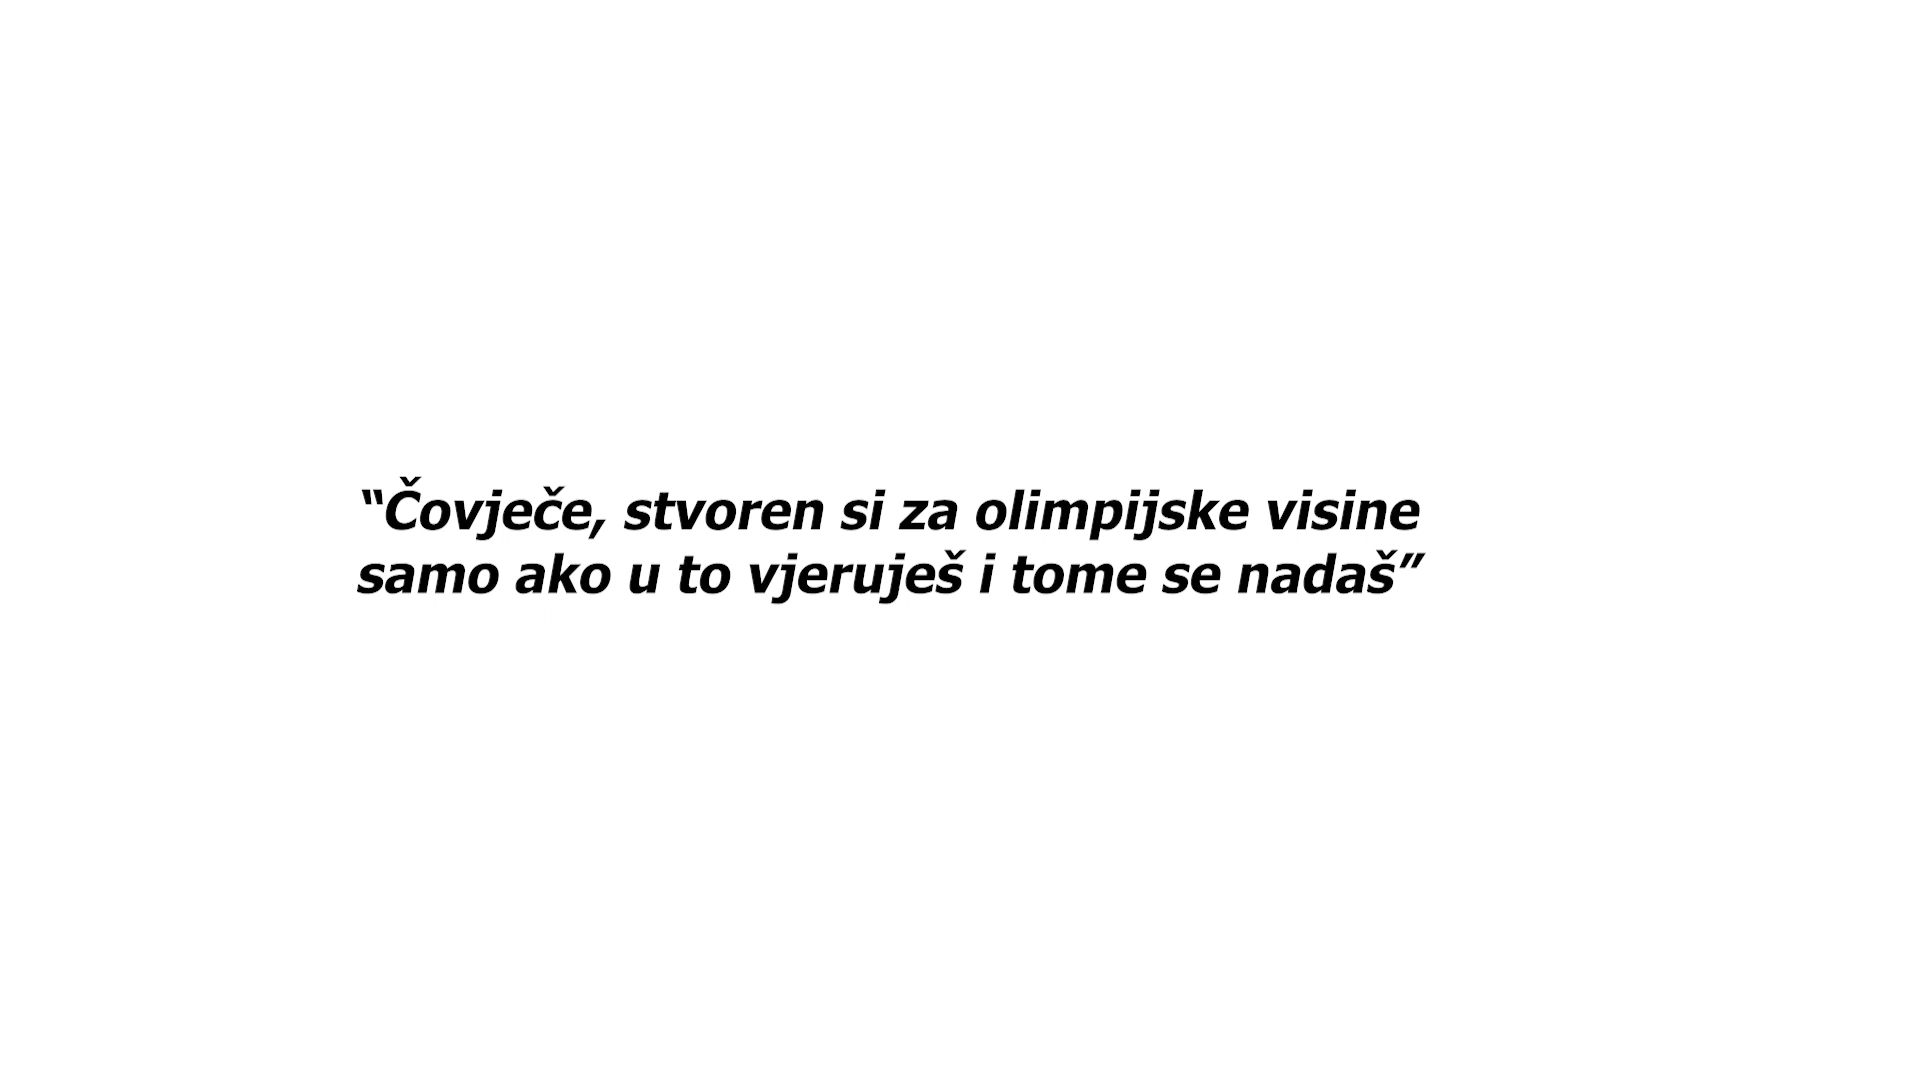 “Čovječe, stvoren si za olimpijske visine
samo ako u to vjeruješ i tome se nadaš”